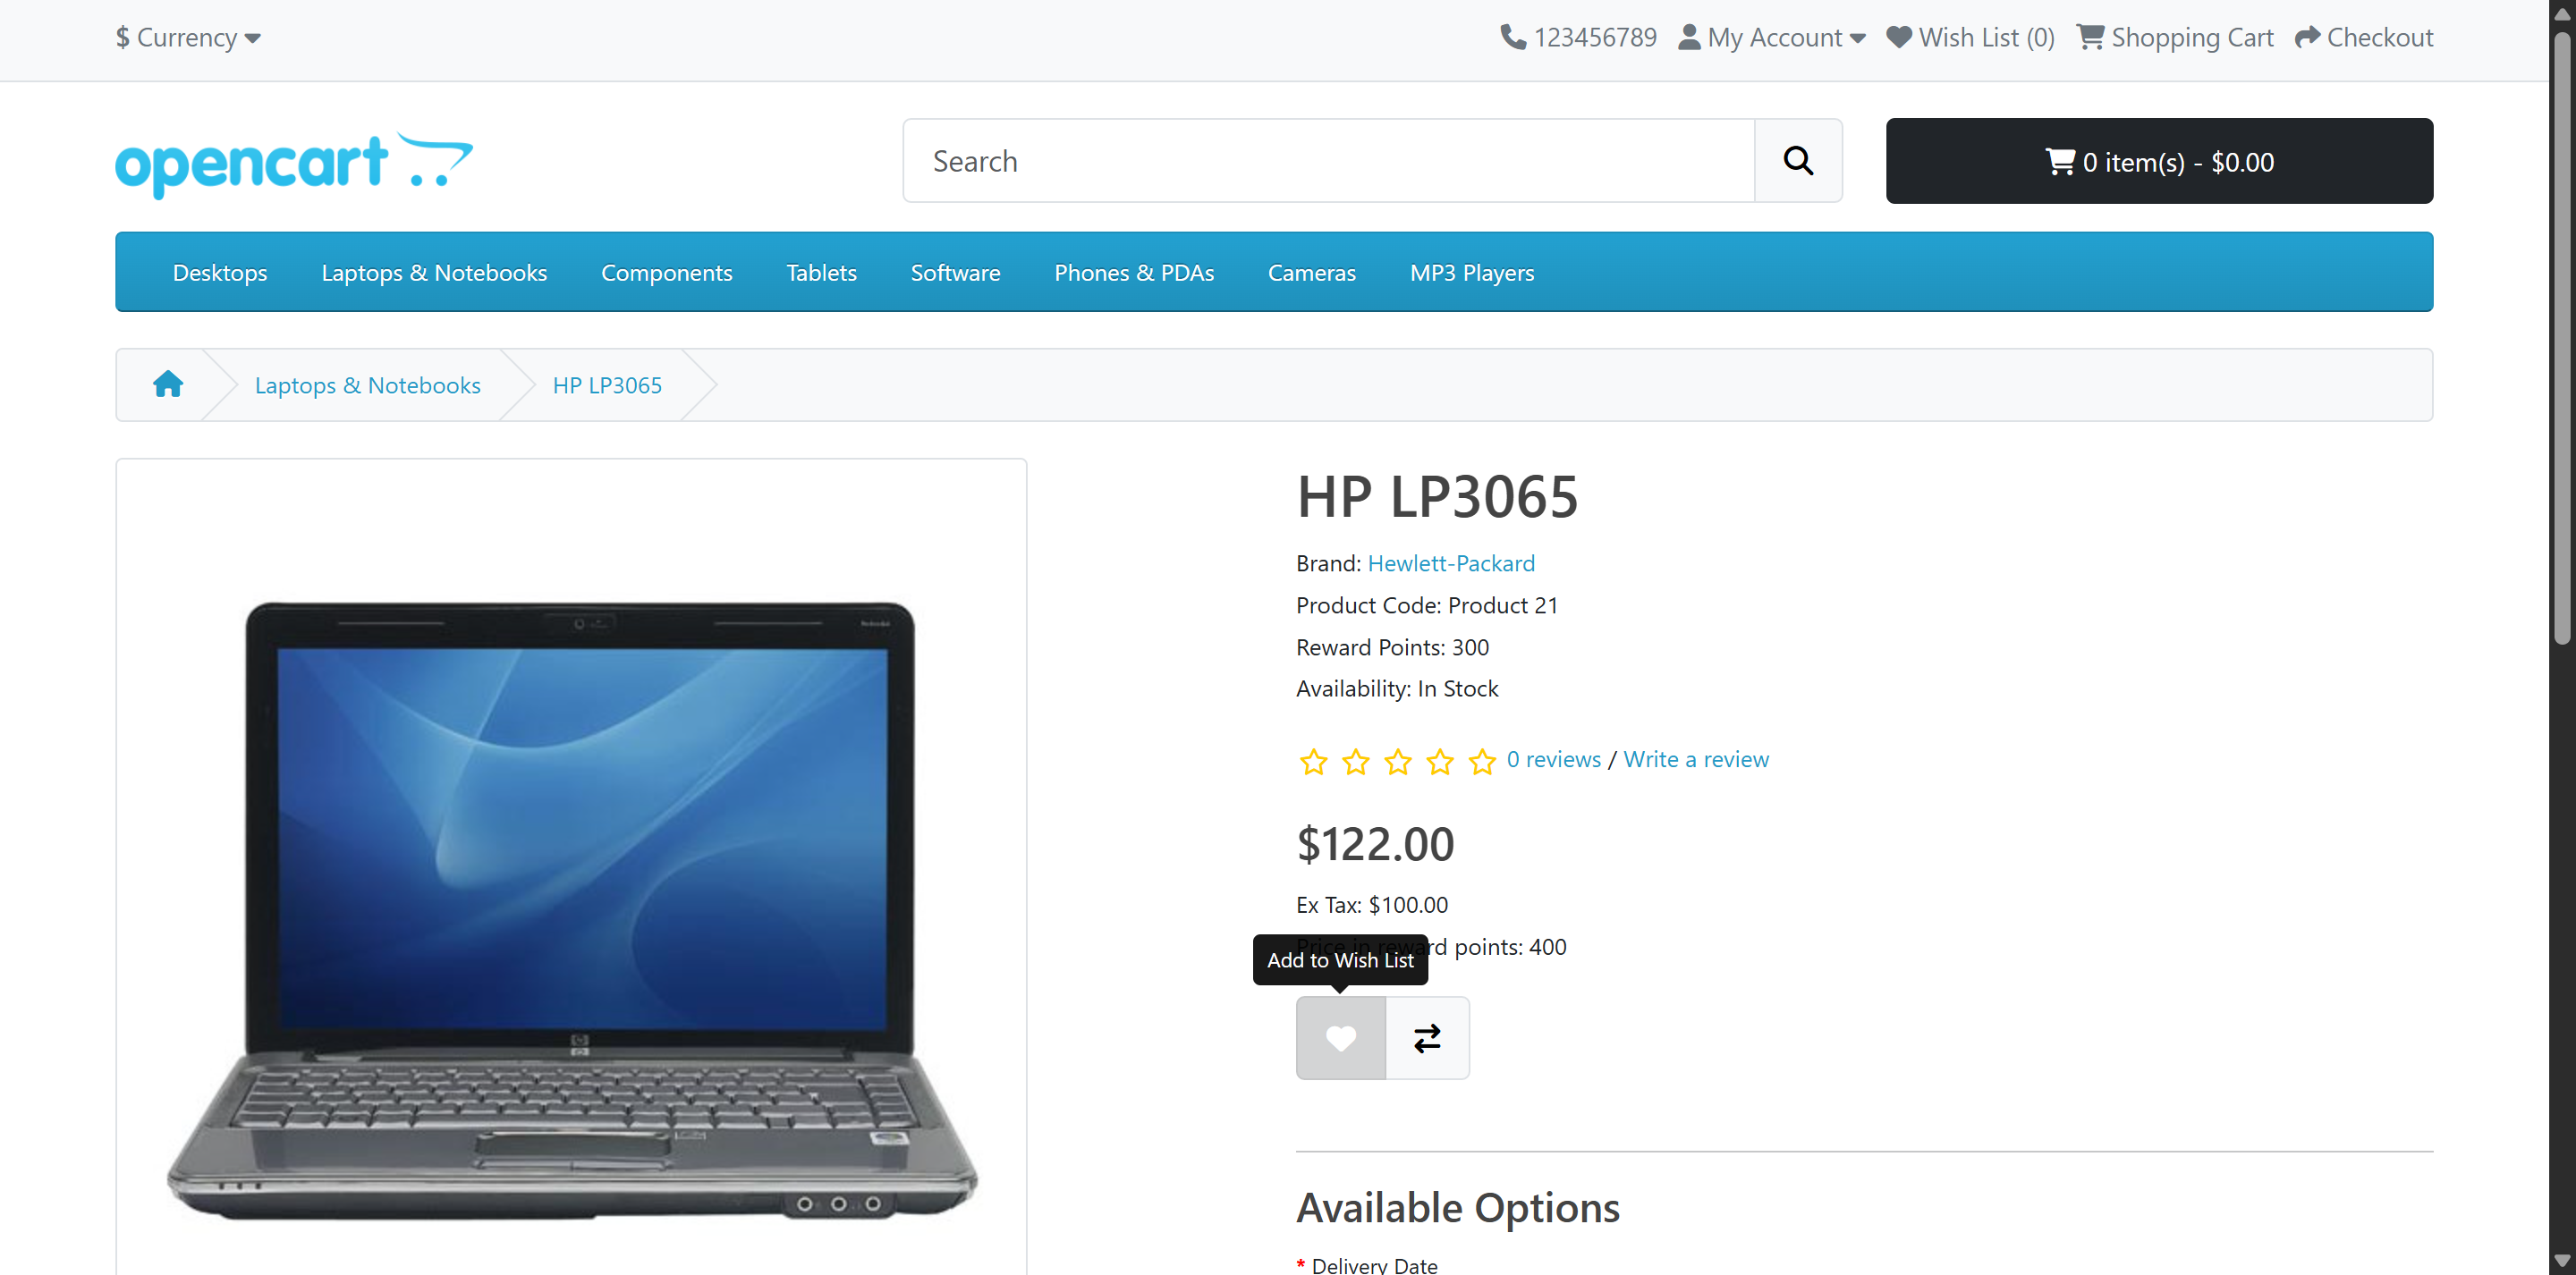 $ Currency
123456789 My Account Wish List (0) Shopping Cart Checkout
opencart
Search
0 item(s) - $0.00
Desktops Laptops & Notebooks Components Tablets Software Phones & PDAs Cameras MP3 Players
Laptops & Notebooks HP LP3065
HP LP3065
Brand: Hewlett-Packard
Product Code: Product 21
Reward Points: 300
Availability: In Stock
0 reviews / Write a review
$122.00
Ex Tax: $100.00
Price in reward points: 400
Add to Wish List
Available Options
* Delivery Date